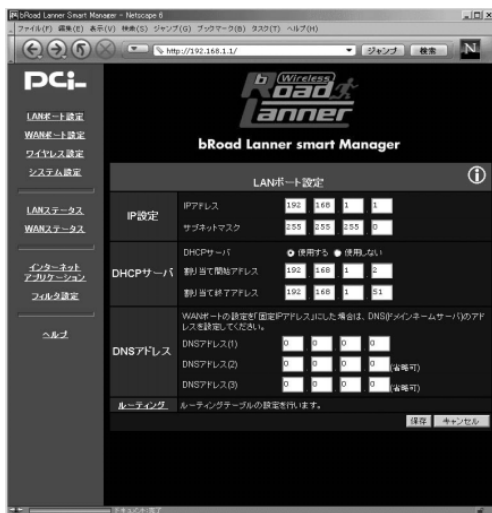 bRoad Lanner Smart Manager - Netscape 6
ファイル(F) 編集(E) 表示(V) 検索(S) ジャンプ(G) ブックマーク(B) タスク(T) ヘルプ(H)
http://192.168.1.1/
ジャンプ
検索
N
PCi
LANポート設定
WANポート設定
ワイヤレス設定
システム設定
LANステータス
WANステータス
インターネット
アプリケーション
フィルタ設定
ヘルプ
b Wireless
Road
Lanner
bRoad Lanner smart Manager
LANポート設定
IP設定
IPアドレス 192 168 1 1
サブネットマスク 255 255 255 0
DHCPサーバ
DHCPサーバ 使用する 使用しない
割り当て開始アドレス 192 168 1 2
割り当て終了アドレス 192 168 1 51
DNSアドレス
WANポートの設定を「固定IPアドレス」にした場合は、DNS(ドメインネームサーバ)のアド
レスを設定してください。
DNSアドレス(1) 0 0 0 0
DNSアドレス(2) 0 0 0 0 (省略可)
DNSアドレス(3) 0 0 0 0 (省略可)
ルーティング ルーティングテーブルの設定を行います。
保存 キャンセル
ドキュメント:完了